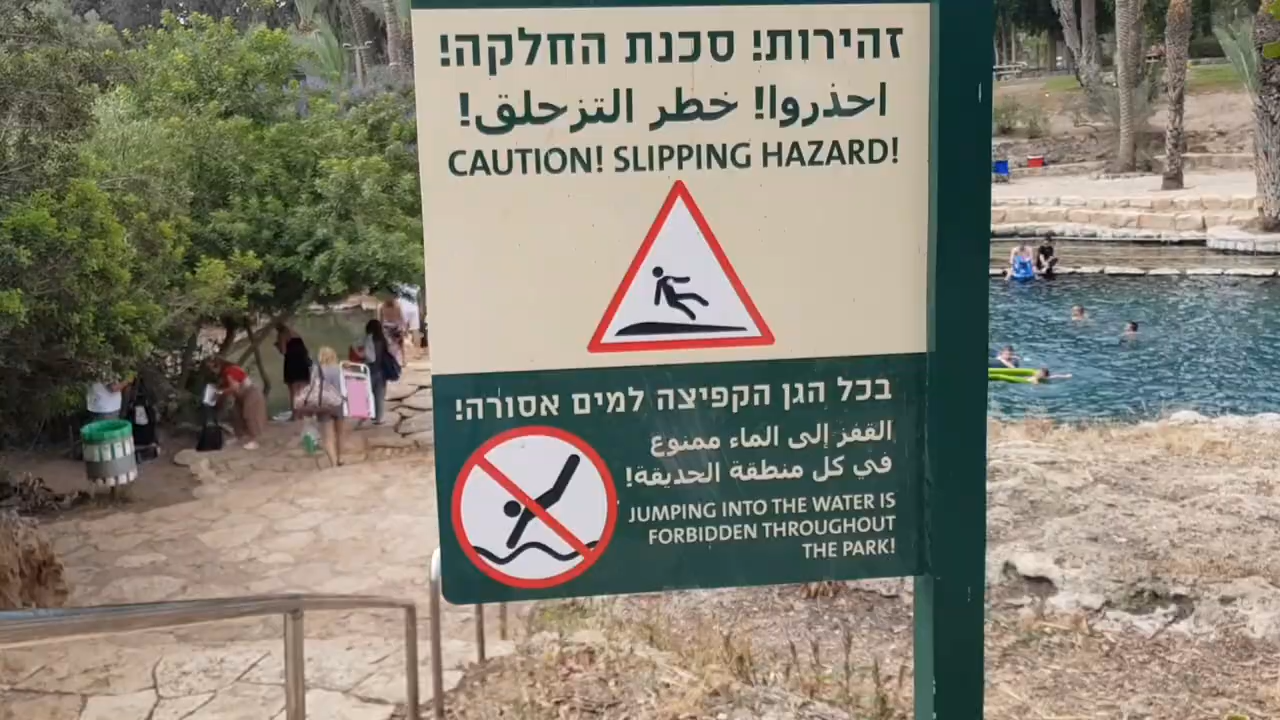 זהירות! סכנת החלקה!
احذروا! خطر التزحلق!
CAUTION! SLIPPING HAZARD!
בכל הגן הקפיצה למים אסורה!
القفز إلى الماء ممنوع
في كل منطقة الحديقة!
JUMPING INTO THE WATER IS
FORBIDDEN THROUGHOUT
THE PARK!